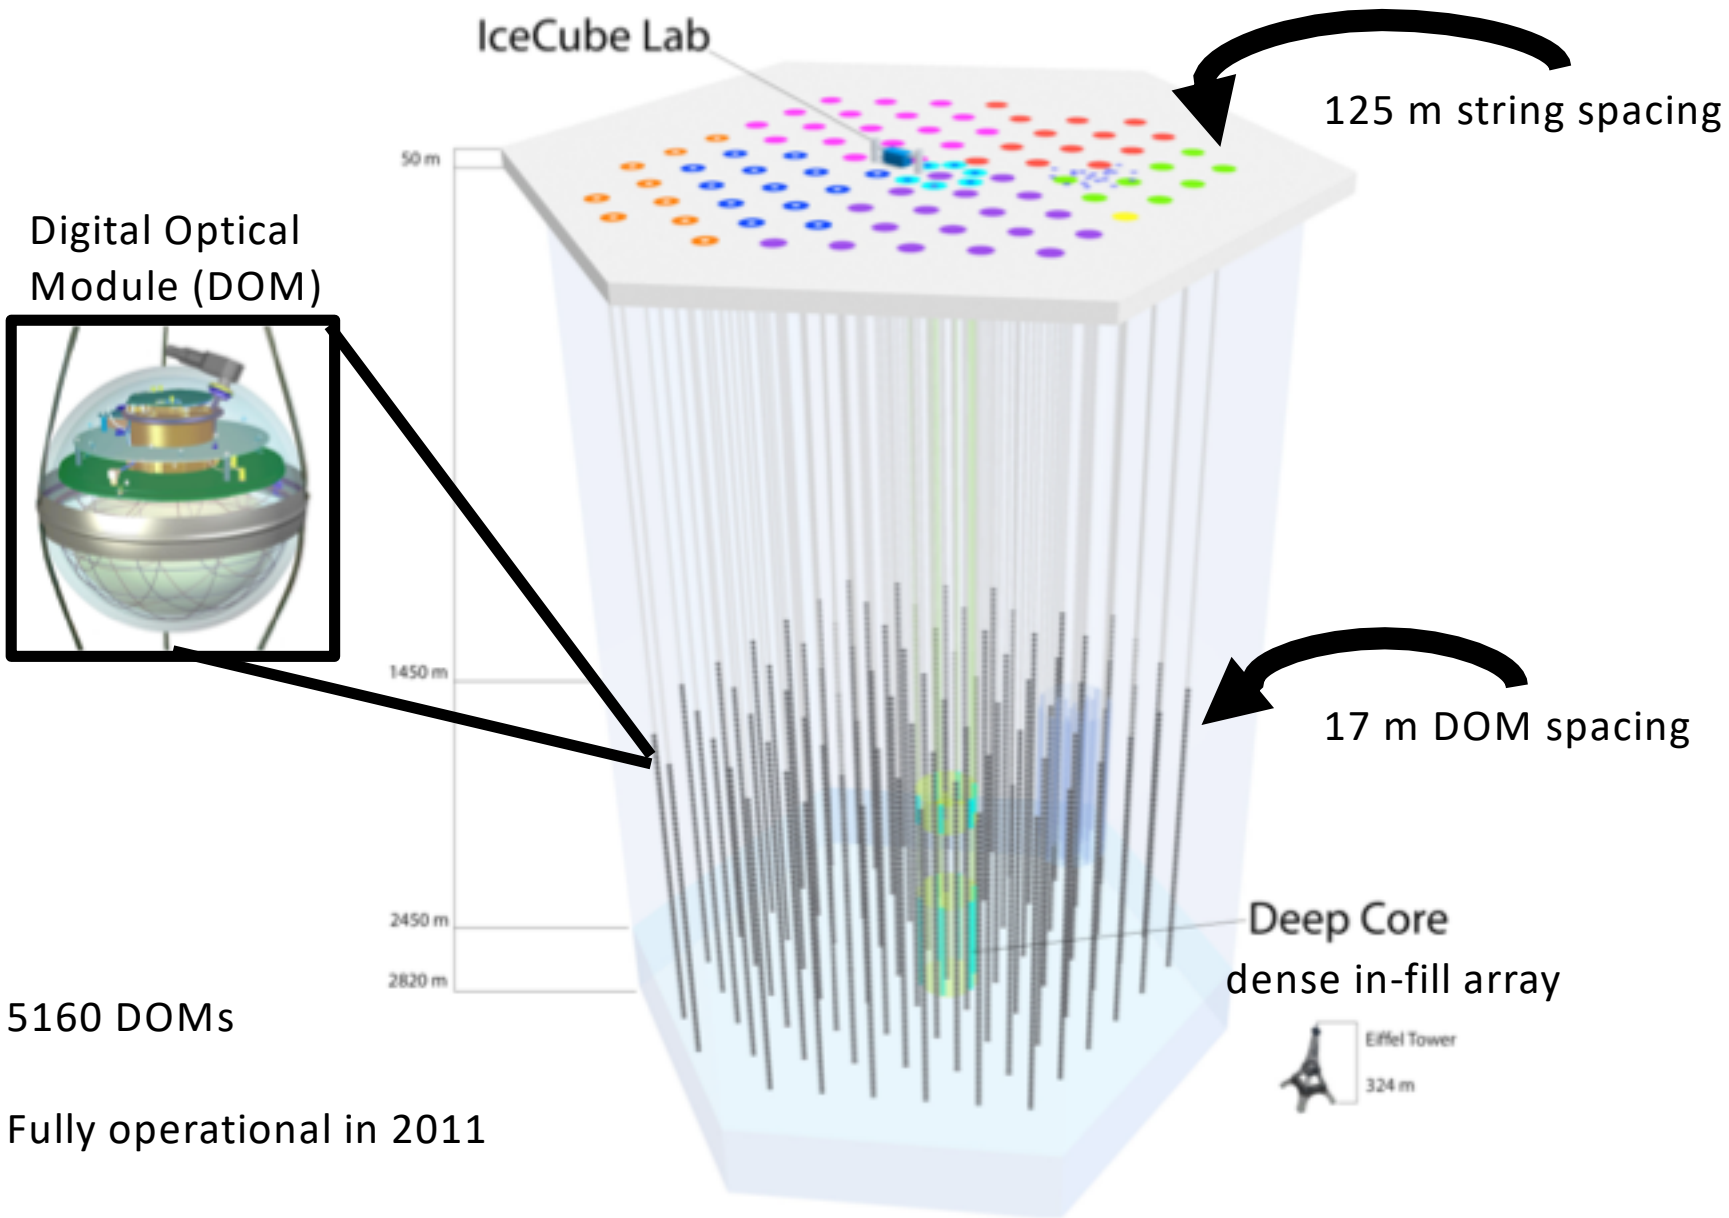 IceCube Lab
125 m string spacing
50 m
Digital Optical
Module (DOM)
1450 m
17 m DOM spacing
2450 m
Deep Core
dense in-fill array
2820 m
5160 DOMs
Eiffel Tower
324 m
Fully operational in 2011